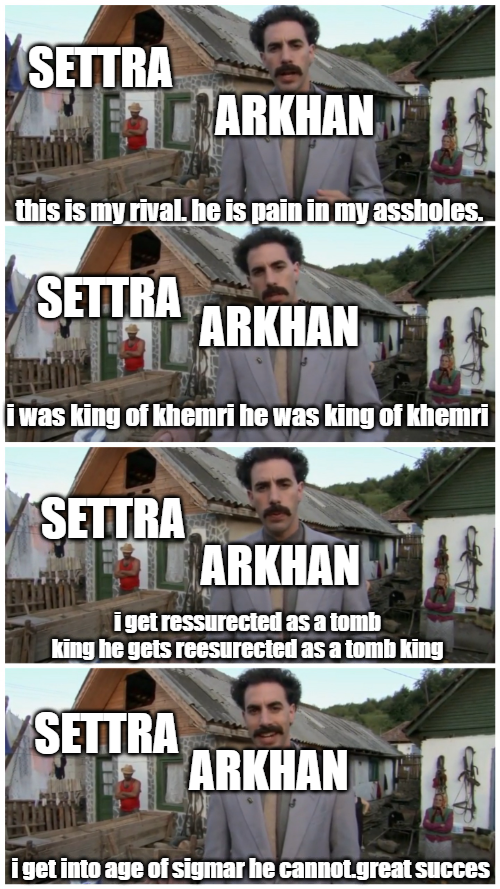 SETTRA
ARKHAN
this is my rival. he is pain in my assholes.
SETTRA
ARKHAN
i was king of khemri he was king of khemri
SETTRA
ARKHAN
i get ressurected as a tomb
king he gets reesurected as a tomb king
SETTRA
ARKHAN
i get into age of sigmar he cannot.great succes